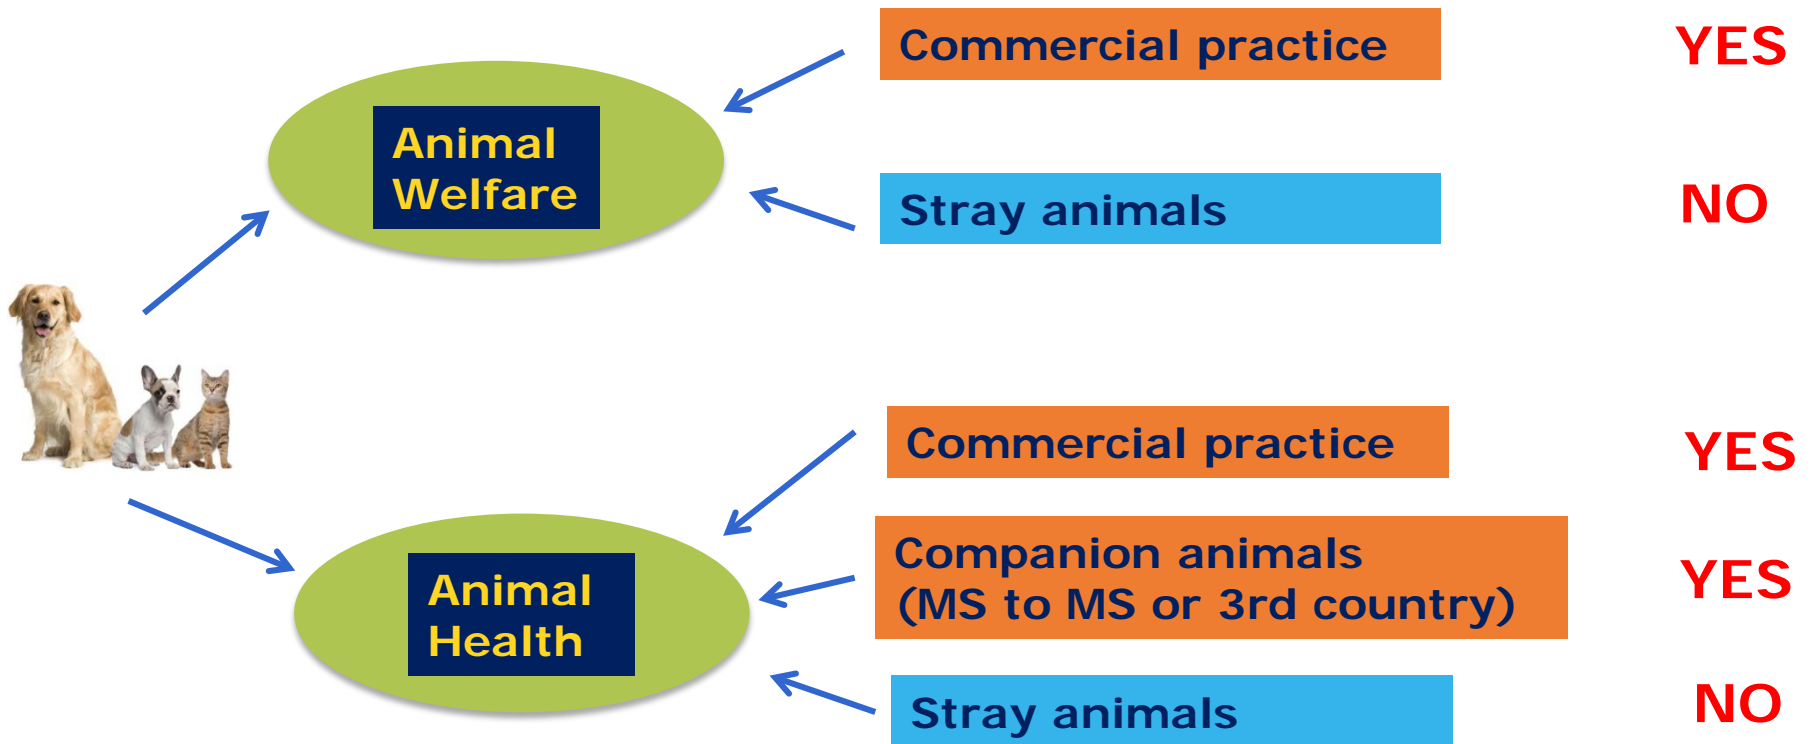 Commercial practice
YES
Animal
Welfare
Stray animals
NO
Commercial practice
YES
Companion animals
(MS to MS or 3rd country)
YES
Animal
Health
Stray animals
NO